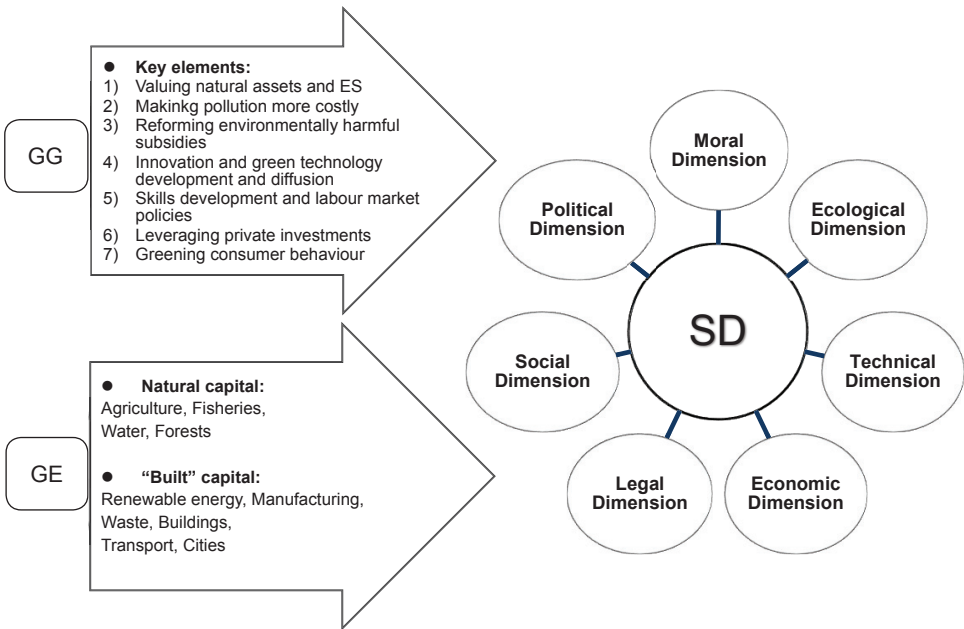 GG
● Key elements:
1) Valuing natural assets and ES
2) Makinkg pollution more costly
3) Reforming environmentally harmful
subsidies
4) Innovation and green technology
development and diffusion
5) Skills development and labour market
policies
6) Leveraging private investments
7) Greening consumer behaviour
GE
● Natural capital:
Agriculture, Fisheries,
Water, Forests
● “Built” capital:
Renewable energy, Manufacturing,
Waste, Buildings,
Transport, Cities
SD
Moral
Dimension
Ecological
Dimension
Technical
Dimension
Economic
Dimension
Legal
Dimension
Social
Dimension
Political
Dimension